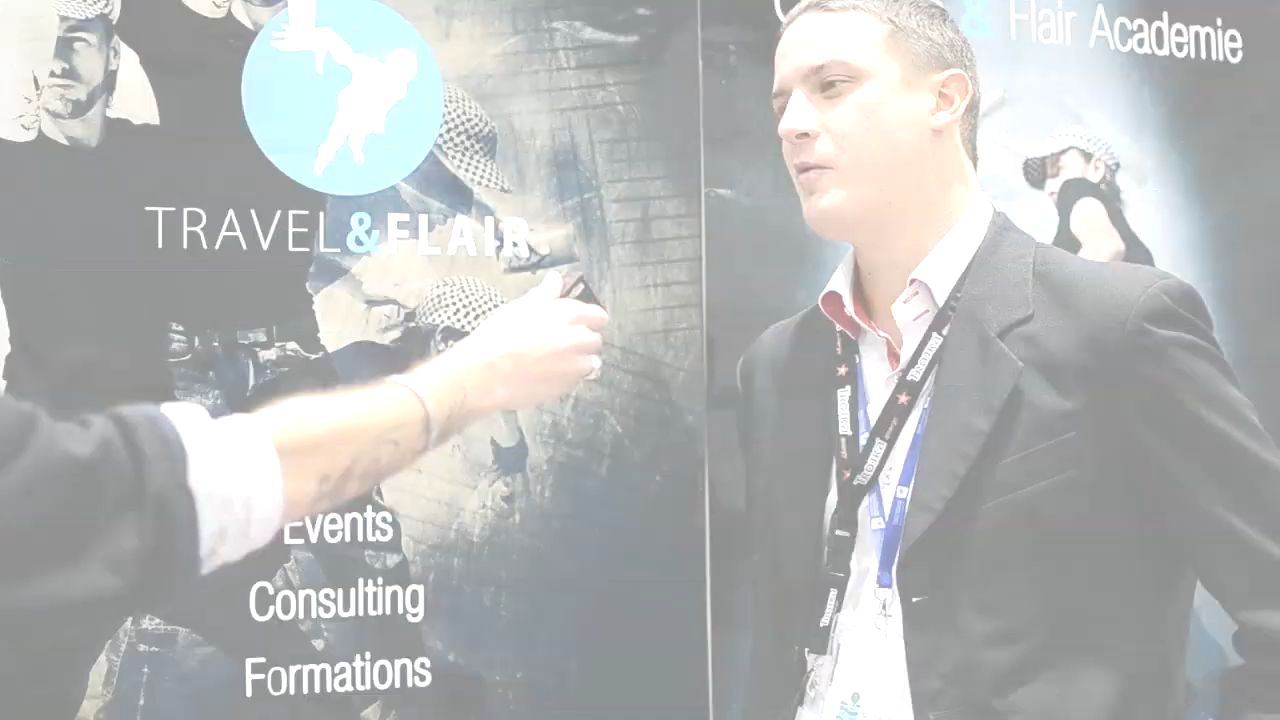 & Flair Academie
TRAVEL&FLAIR
Events
Consulting
Formations